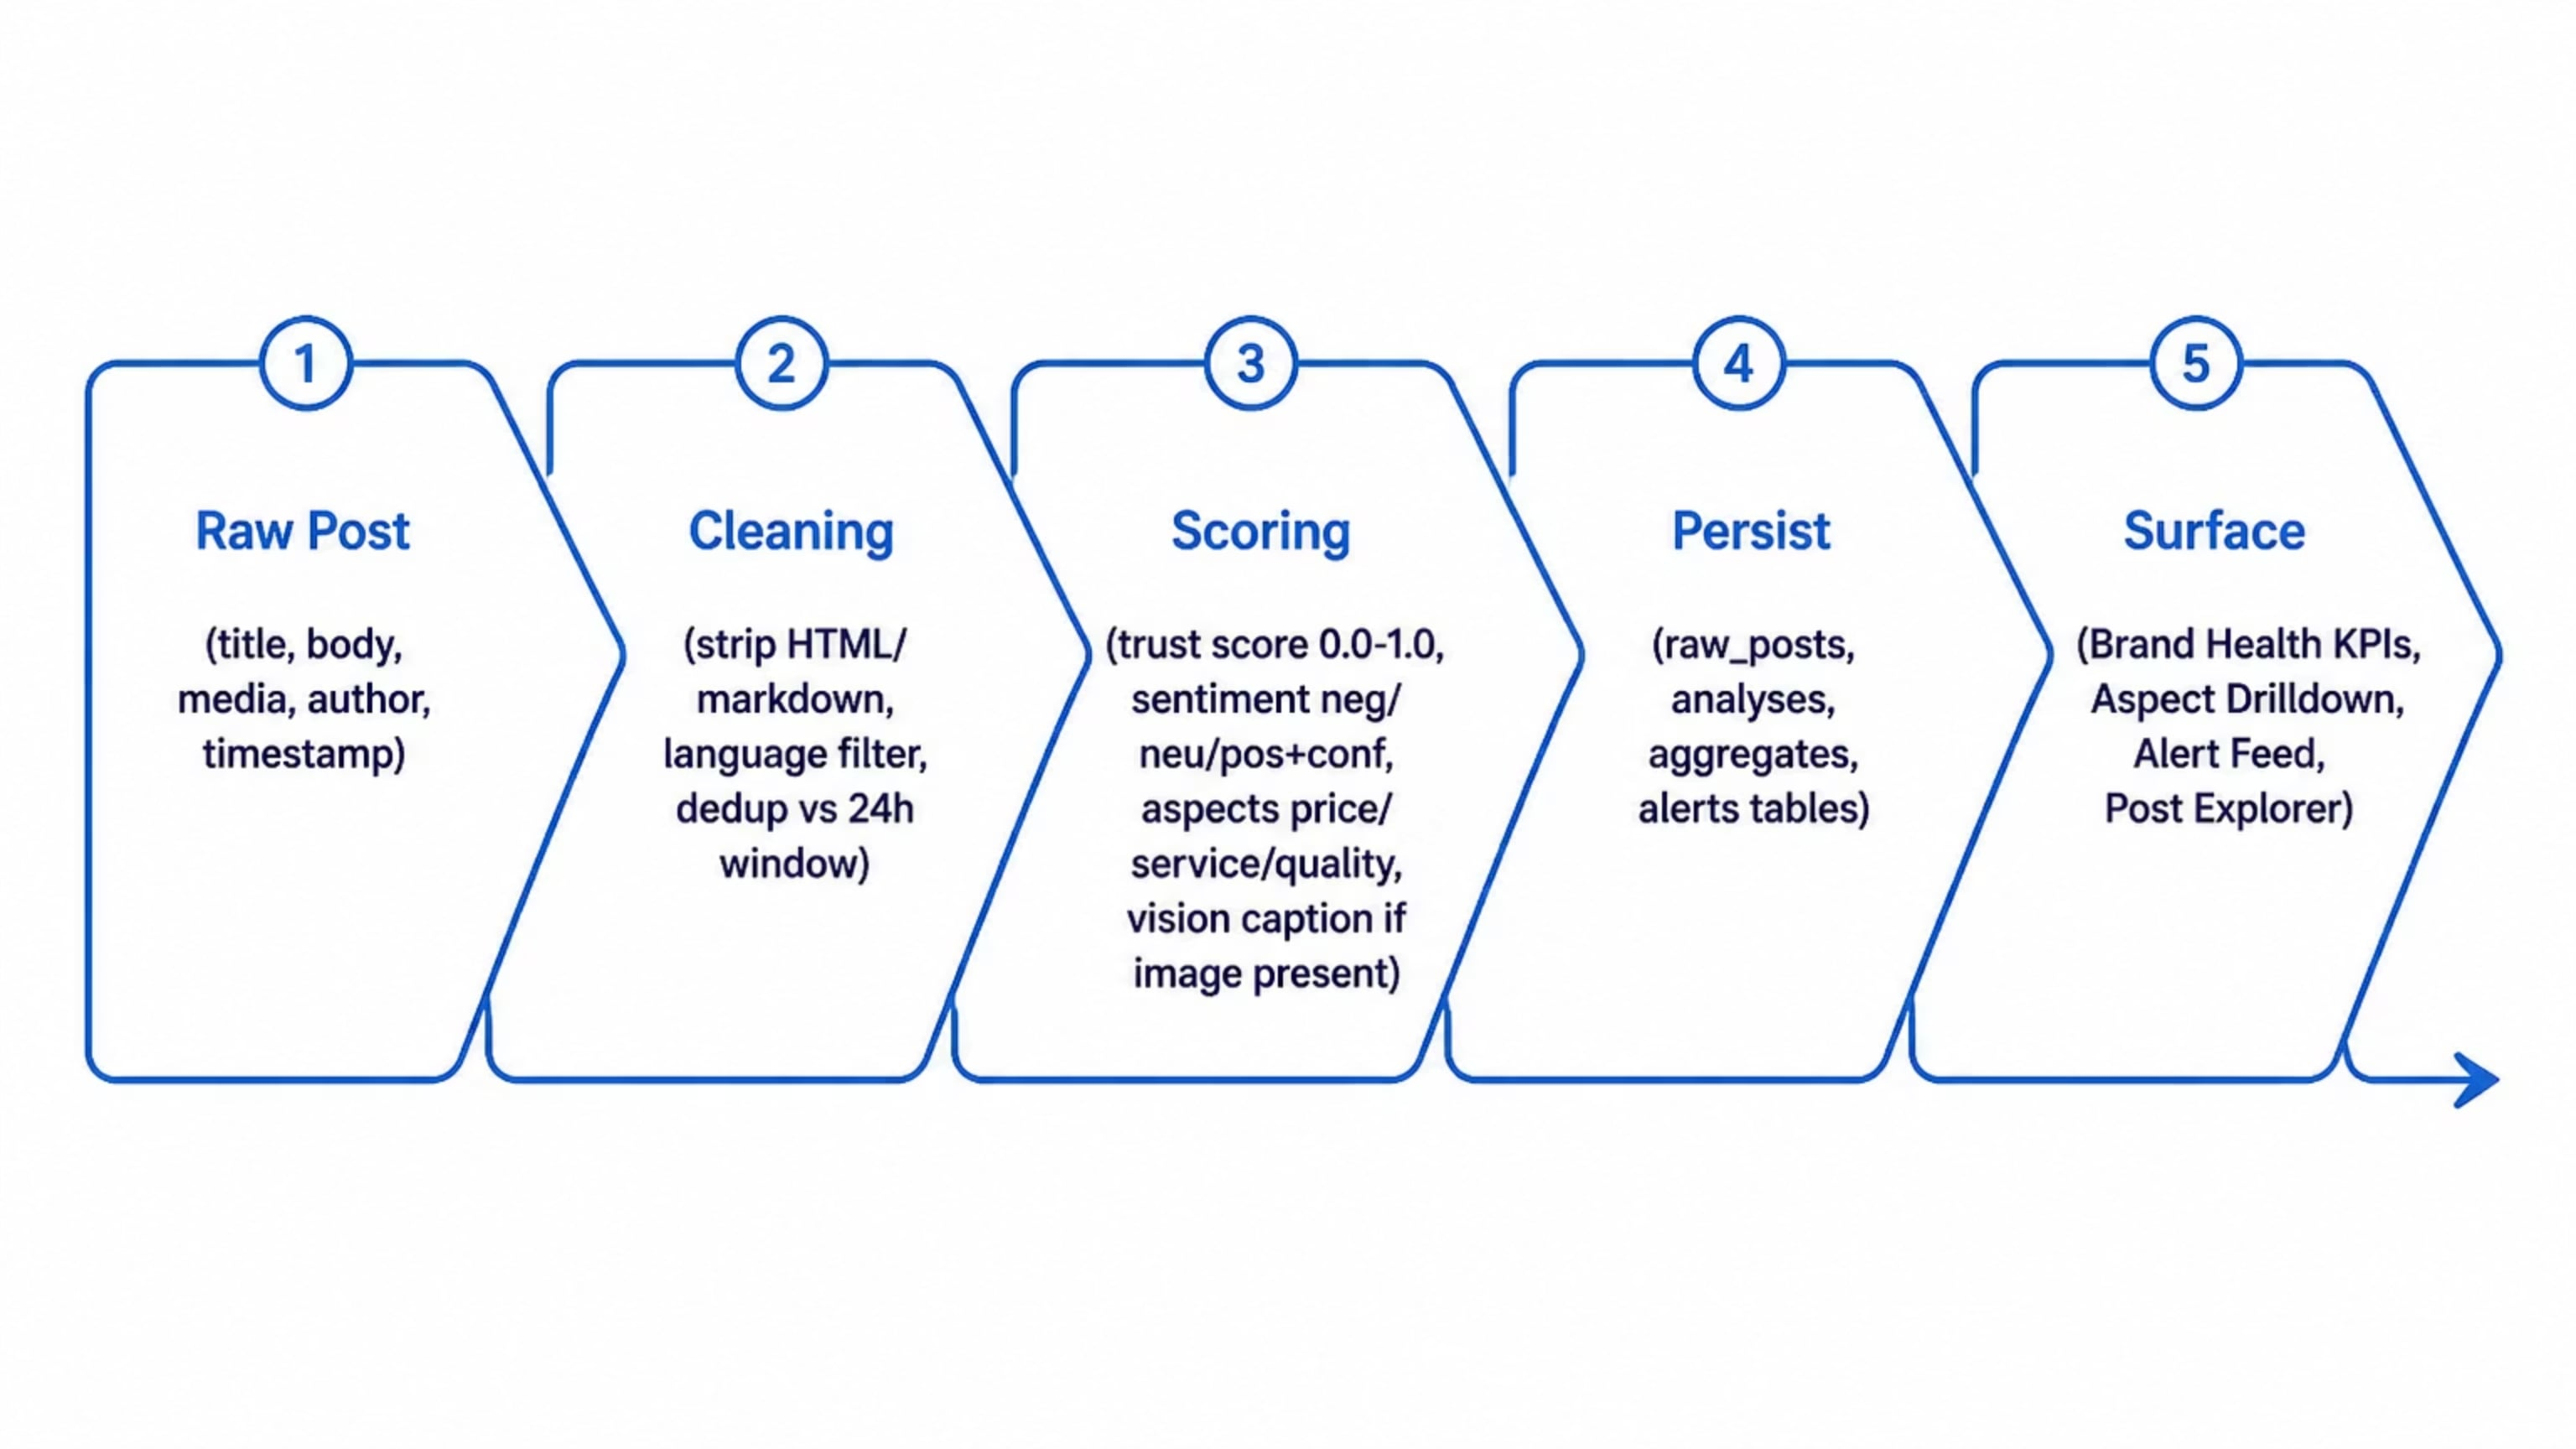 1
Raw Post
(title, body,
media, author,
timestamp)
2
Cleaning
(strip HTML/
markdown,
language filter,
dedup vs 24h
window)
3
Scoring
(trust score 0.0-1.0,
sentiment neg/
neu/pos+conf,
aspects price/
service/quality,
vision caption if
image present)
4
Persist
(raw_posts,
analyses,
aggregates,
alerts tables)
5
Surface
(Brand Health KPIs,
Aspect Drilldown,
Alert Feed,
Post Explorer)